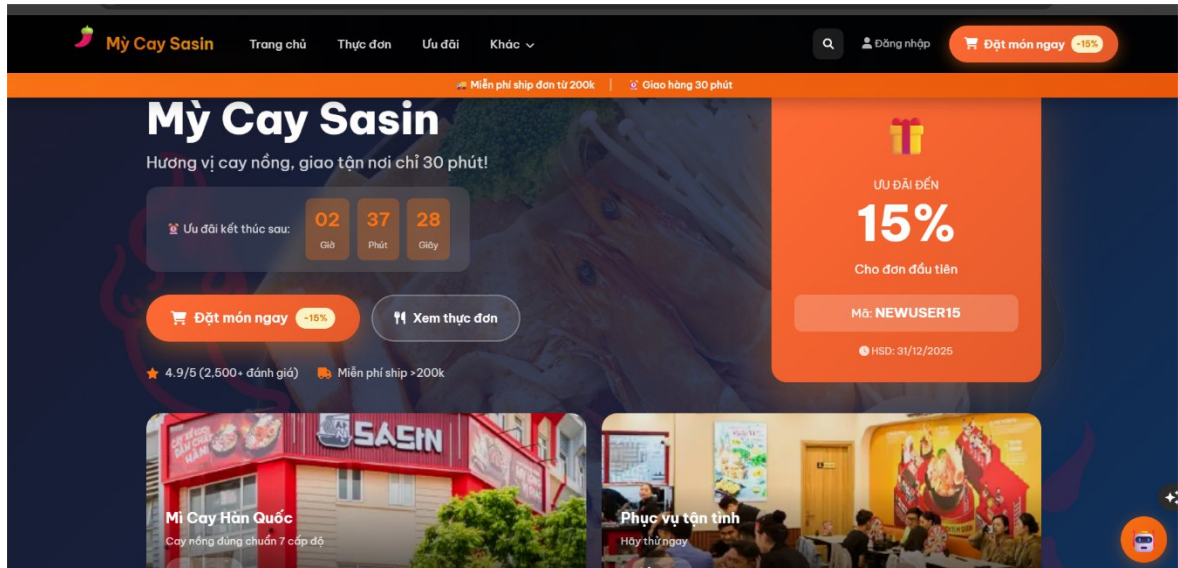 Mỳ Cay Sasin
Trang chủ
Thực đơn
Ưu đãi
Khác
Đăng nhập
Đặt món ngay -15%
Miễn phí ship đơn từ 200k
Giao hàng 30 phút
Mỳ Cay Sasin
Hương vị cay nồng, giao tận nơi chỉ 30 phút!
Ưu đãi kết thúc sau:
02
Giờ
37
Phút
28
Giây
Đặt món ngay -15%
Xem thực đơn
4.9/5 (2,500+ đánh giá)
Miễn phí ship >200k
ƯU ĐÃI ĐẾN
15%
Cho đơn đầu tiên
Mã: NEWUSER15
HSD: 31/12/2025
SASIN
Mì Cay Hàn Quốc
Cay nồng đúng chuẩn 7 cấp độ
Phục vụ tận tình
Hãy thử ngay